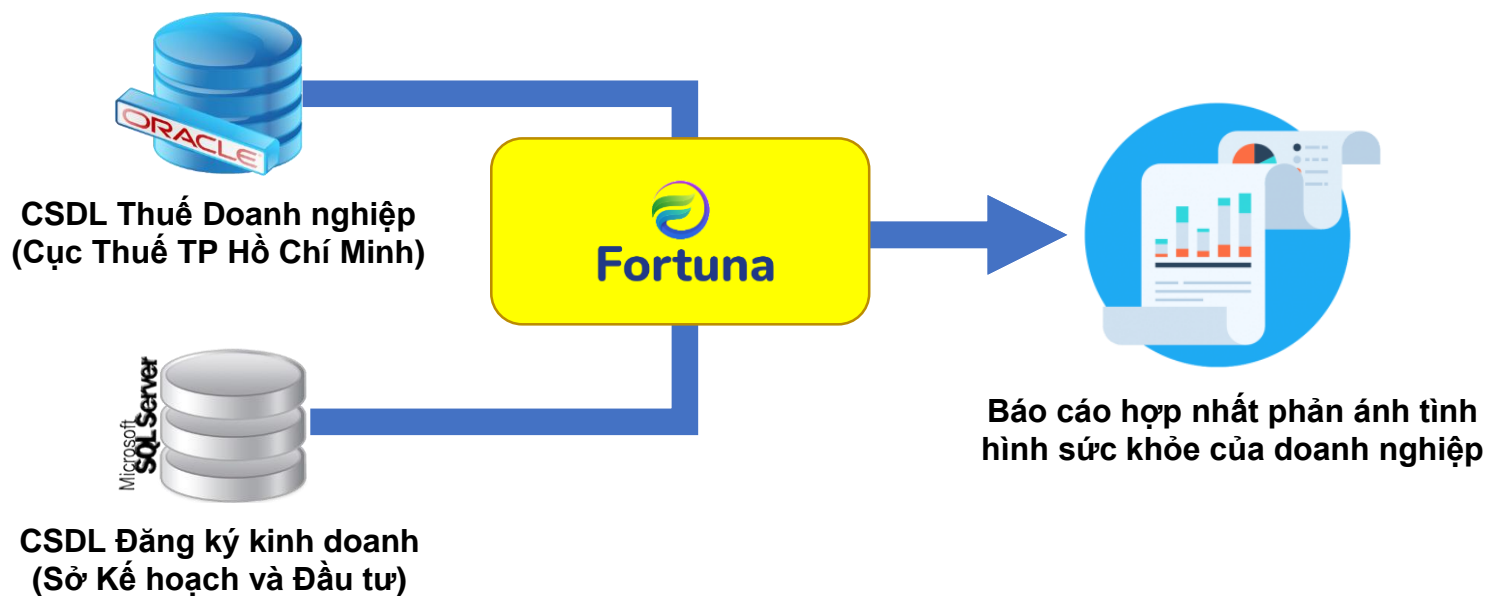 ORACLE
CSDL Thuế Doanh nghiệp
(Cục Thuế TP Hồ Chí Minh)
Fortuna
Microsoft
SQL Server
CSDL Đăng ký kinh doanh
(Sở Kế hoạch và Đầu tư)
Báo cáo hợp nhất phản ánh tình
hình sức khỏe của doanh nghiệp